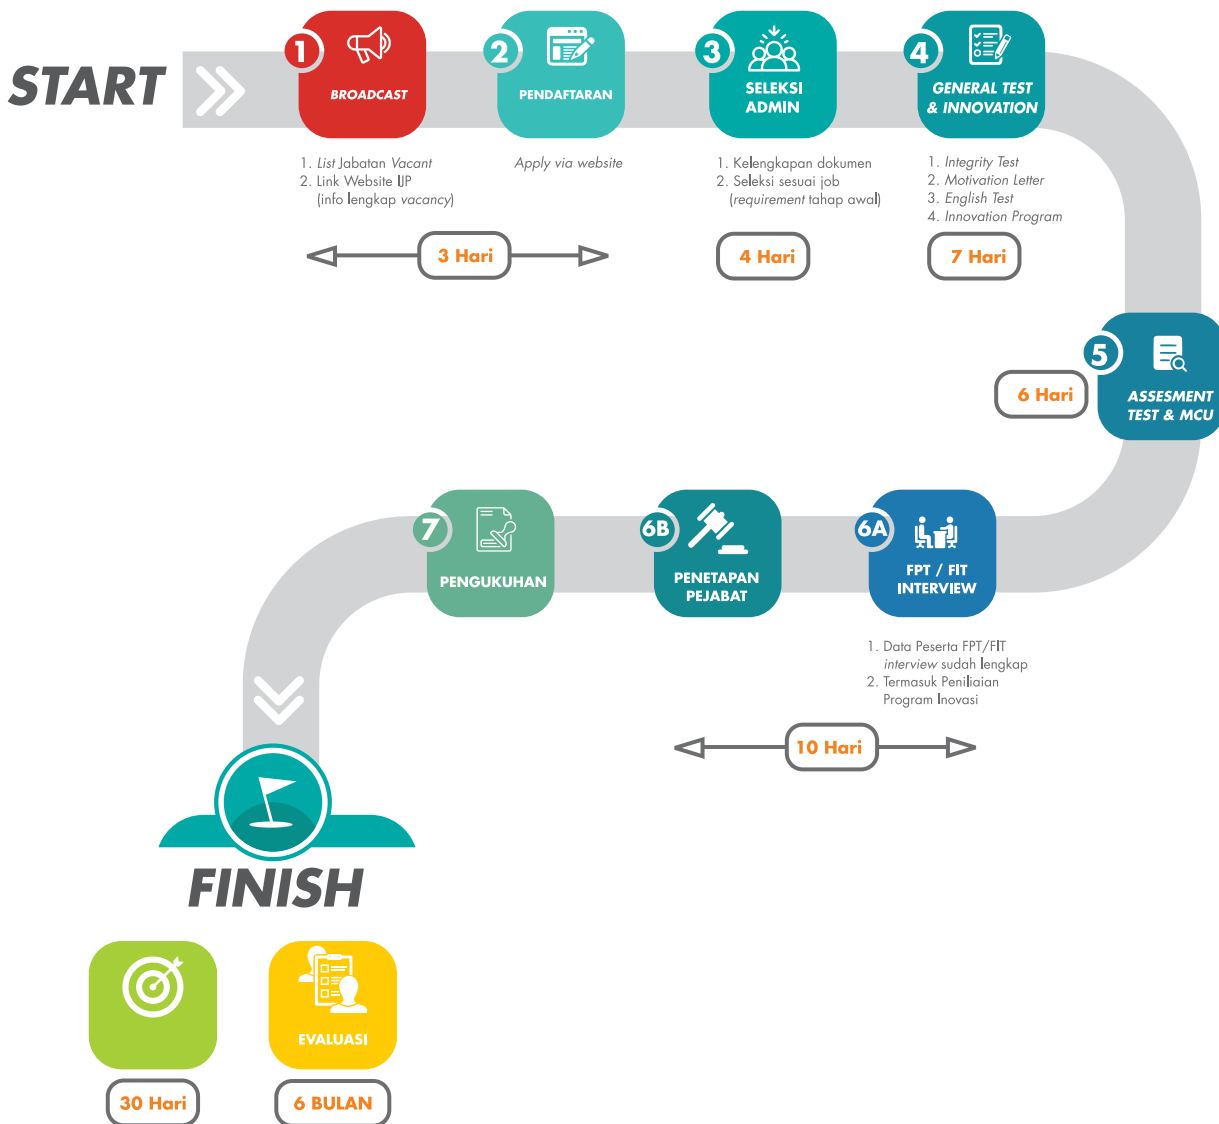 START
1
BROADCAST
1. List Jabatan Vacant
2. Link Website IJP
(info lengkap vacancy)
2
PENDAFTARAN
Apply via website
3 Hari
3
SELEKSI
ADMIN
1. Kelengkapan dokumen
2. Seleksi sesuai job
(requirement tahap awal)
4 Hari
4
GENERAL TEST
& INNOVATION
1. Integrity Test
2. Motivation Letter
3. English Test
4. Innovation Program
7 Hari
5
ASSESMENT
TEST & MCU
6 Hari
6A
FPT / FIT
INTERVIEW
1. Data Peserta FPT/FIT
interview sudah lengkap
2. Termasuk Peniliaian
Program Inovasi
6B
PENETAPAN
PEJABAT
10 Hari
7
PENGUKUHAN
FINISH
30 Hari
EVALUASI
6 BULAN